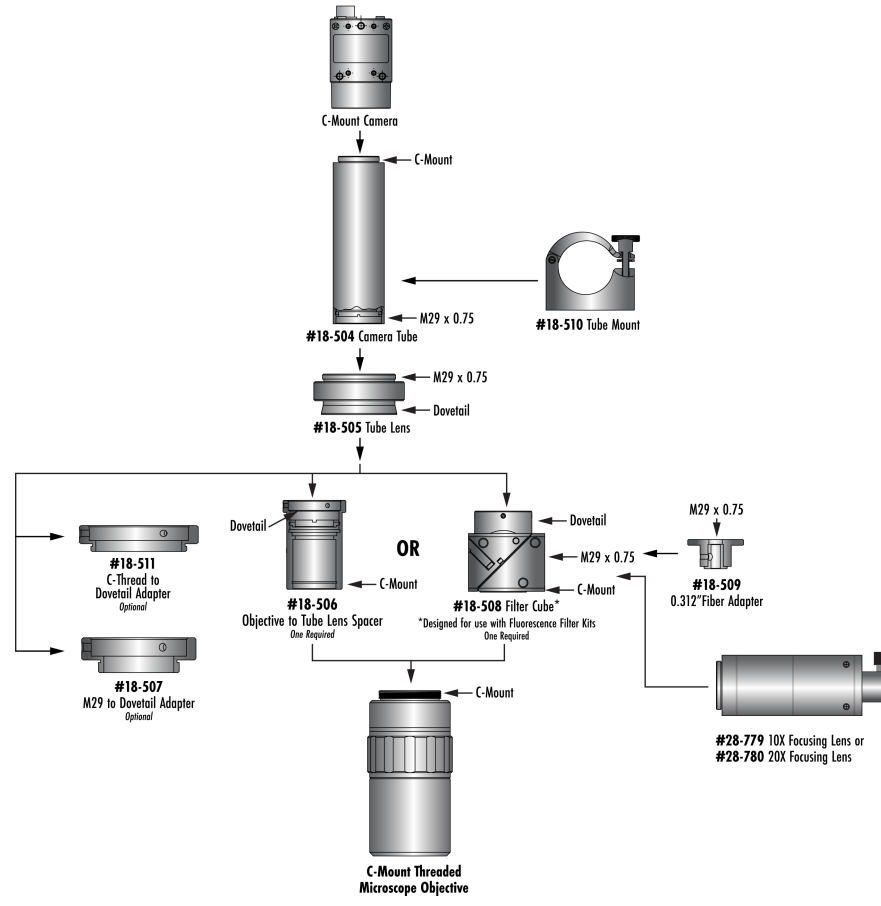 C-Mount Camera
C-Mount
M29 x 0.75
#18-504 Camera Tube
#18-510 Tube Mount
M29 x 0.75
Dovetail
#18-505 Tube Lens
#18-511
C-Thread to
Dovetail Adapter
Optional
#18-507
M29 to Dovetail Adapter
Optional
Dovetail
C-Mount
#18-506
Objective to Tube Lens Spacer
One Required
OR
Dovetail
M29 x 0.75
C-Mount
#18-508 Filter Cube*
*Designed for use with Fluorescence Filter Kits
One Required
M29 x 0.75
#18-509
0.312"Fiber Adapter
#28-779 10X Focusing Lens or
#28-780 20X Focusing Lens
C-Mount
C-Mount Threaded
Microscope Objective